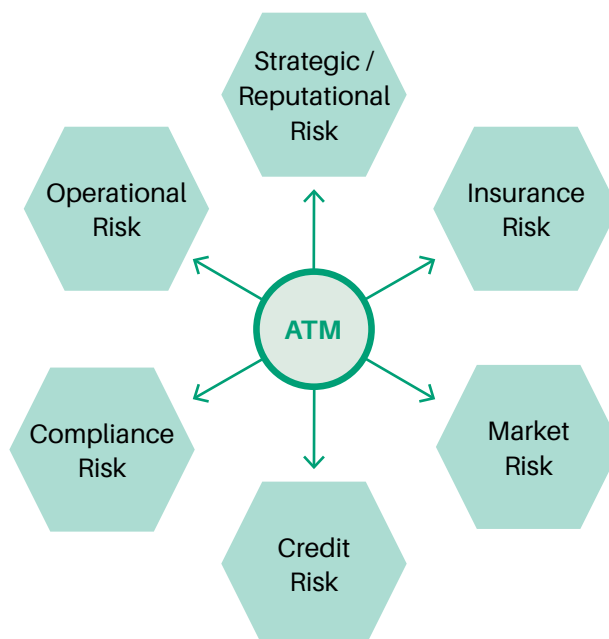 Strategic /
Reputational
Risk
Operational
Risk
Insurance
Risk
ATM
Compliance
Risk
Market
Risk
Credit
Risk